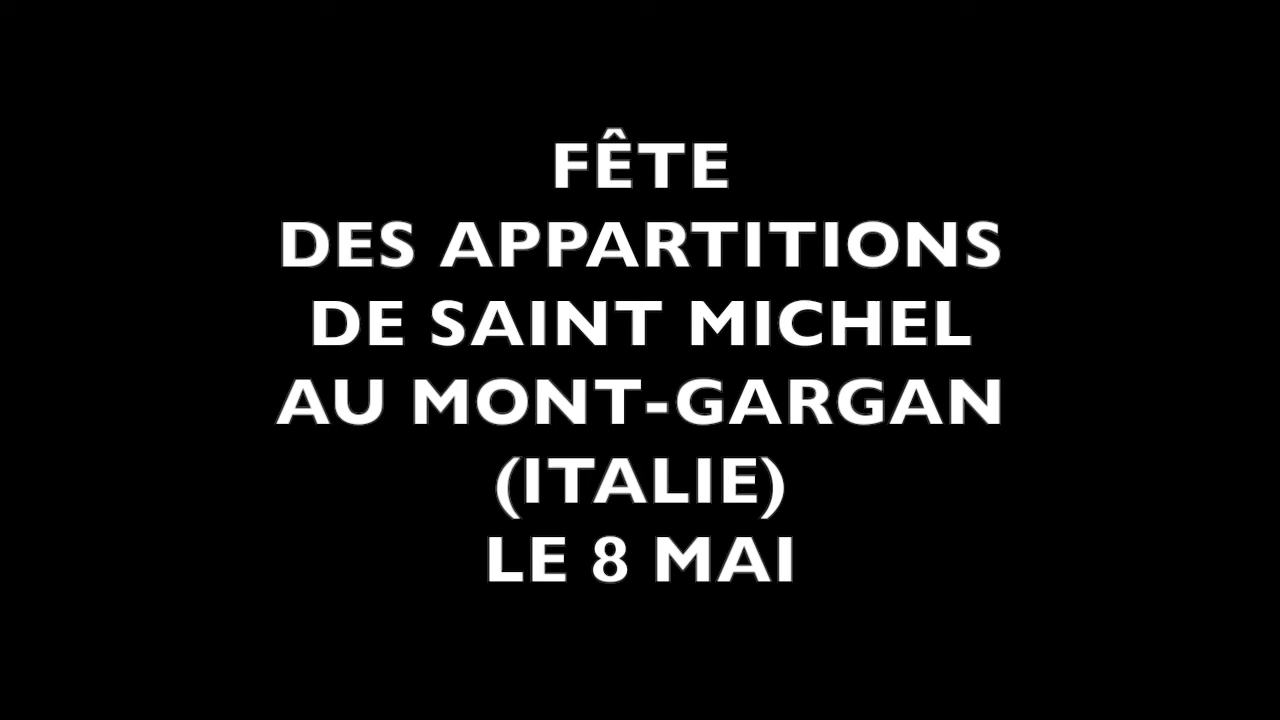 FÊTE
DES APPARTITIONS
DE SAINT MICHEL
AU MONT-GARGAN
(ITALIE)
LE 8 MAI